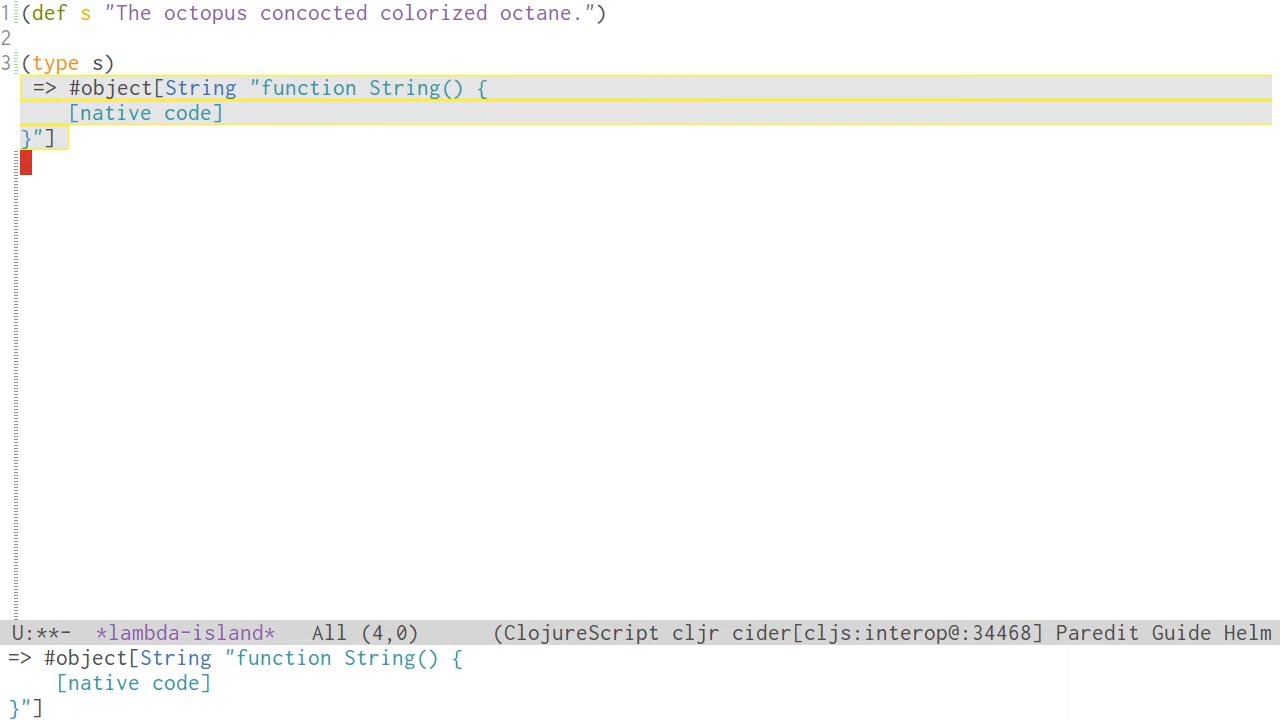 1 (def s "The octopus concocted colorized octane.")
2
3 (type s)
=> #object[String "function String() {
    [native code]
}"]
U:**-  *lambda-island*   All (4,0)      (ClojureScript cljr cider[cljs:interop@:34468] Paredit Guide Helm
=> #object[String "function String() {
    [native code]
}"]